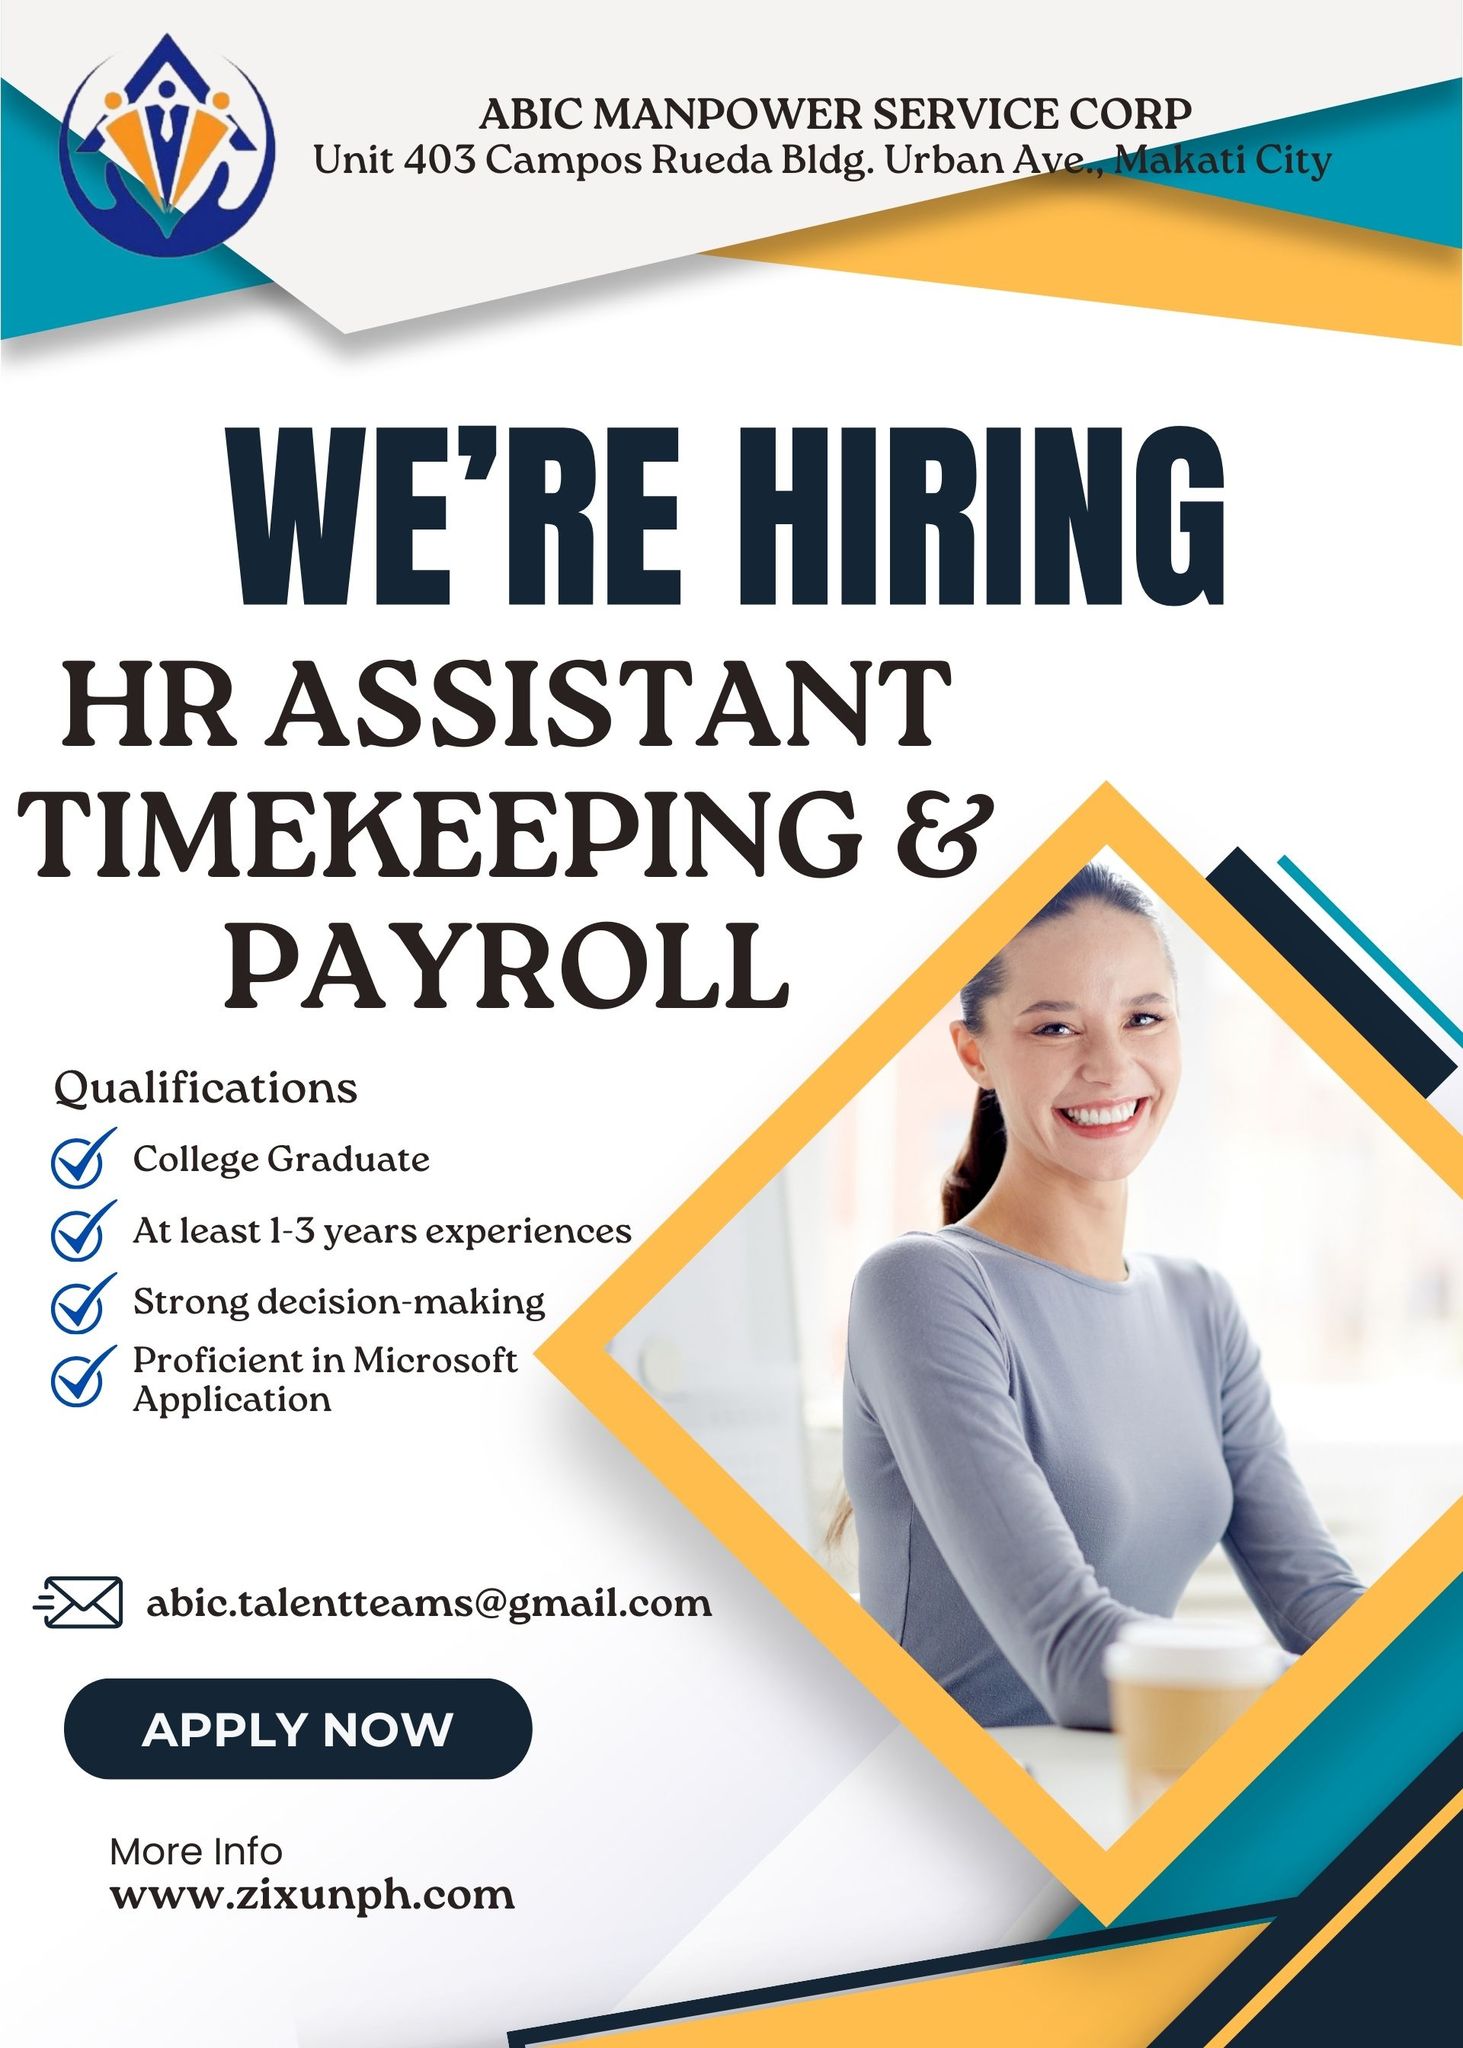 ABIC MANPOWER SERVICE CORP
Unit 403 Campos Rueda Bldg. Urban Ave., Makati City
WE'RE HIRING
HR ASSISTANT
TIMEKEEPING &
PAYROLL
Qualifications
College Graduate
At least 1-3 years experiences
Strong decision-making
Proficient in Microsoft
Application
abic.talentteams@gmail.com
APPLY NOW
More Info
www.zixunph.com